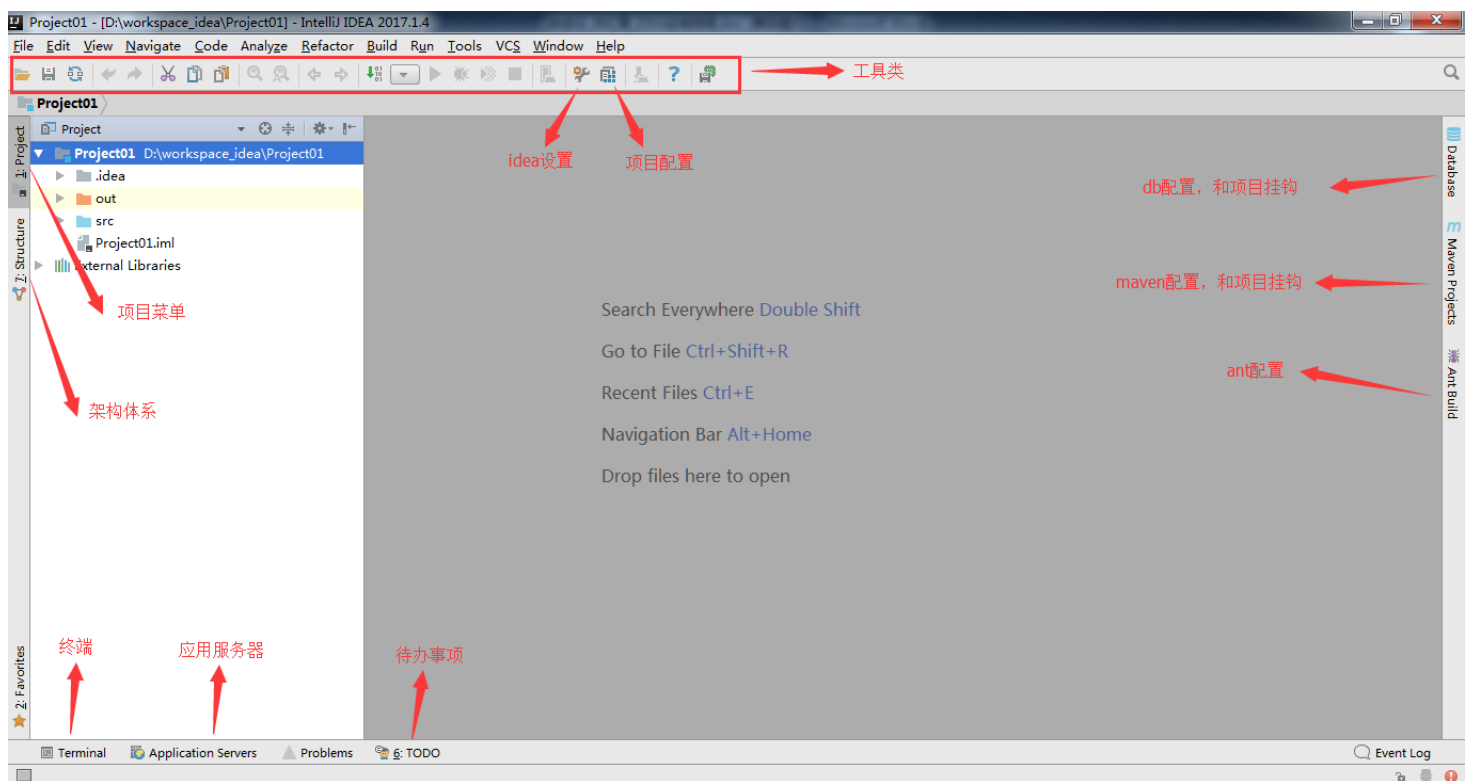 Project01 - [D:\workspace_idea\Project01] - IntelliJ IDEA 2017.1.4
File Edit View Navigate Code Analyze Refactor Build Run Tools VCS Window Help
工具类
Project01
Project
Project01 D:\workspace_idea\Project01
.idea
out
src
Project01.iml
External Libraries
1: Project
7: Structure
2: Favorites
项目菜单
架构体系
idea设置
项目配置
Search Everywhere Double Shift
Go to File Ctrl+Shift+R
Recent Files Ctrl+E
Navigation Bar Alt+Home
Drop files here to open
db配置，和项目挂钩
maven配置，和项目挂钩
ant配置
Database
Maven Projects
Ant Build
终端
应用服务器
待办事项
Terminal
Application Servers
Problems
6: TODO
Event Log